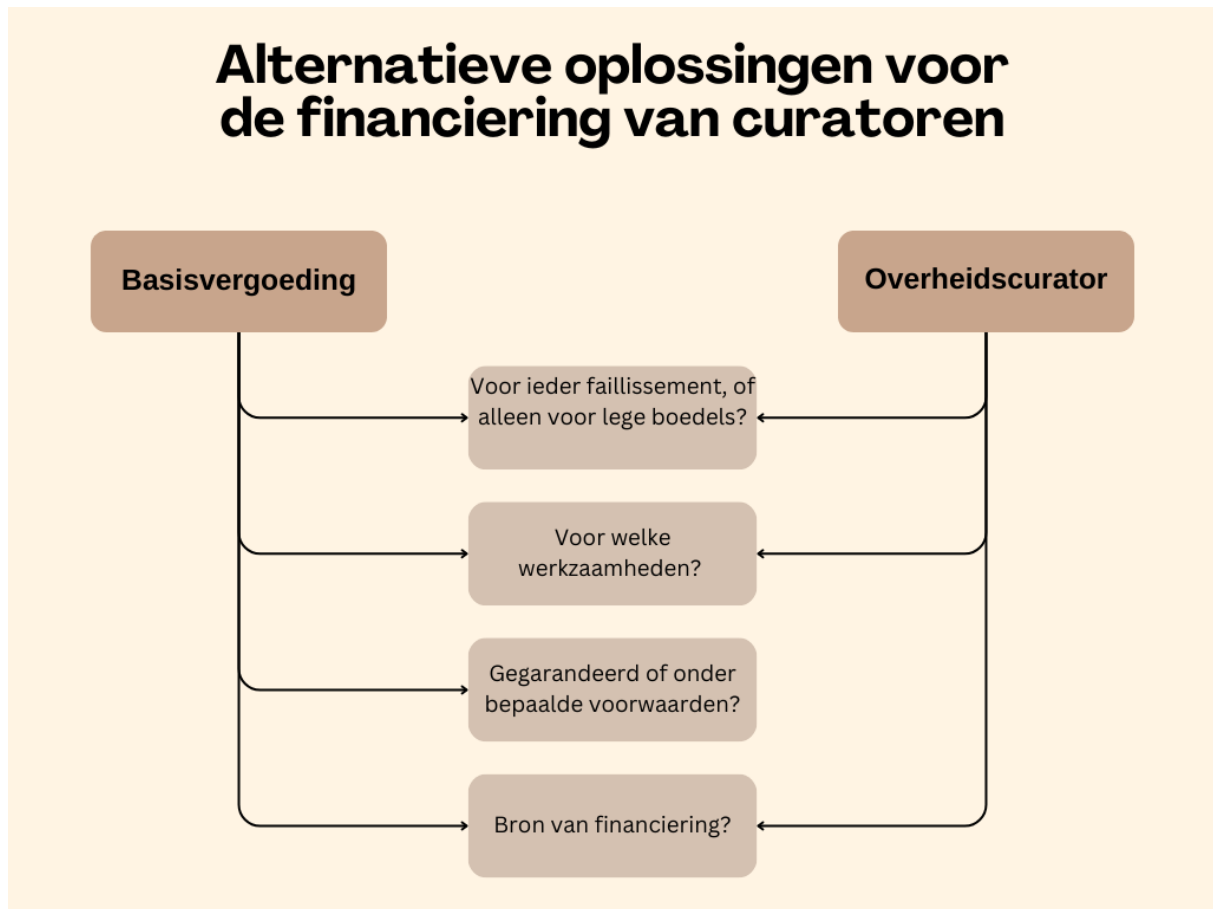 Alternatieve oplossingen voor
de financiering van curatoren
Basisvergoeding
Overheidscurator
Voor ieder faillissement, of
alleen voor lege boedels?
Voor welke
werkzaamheden?
Gegarandeerd of onder
bepaalde voorwaarden?
Bron van financiering?